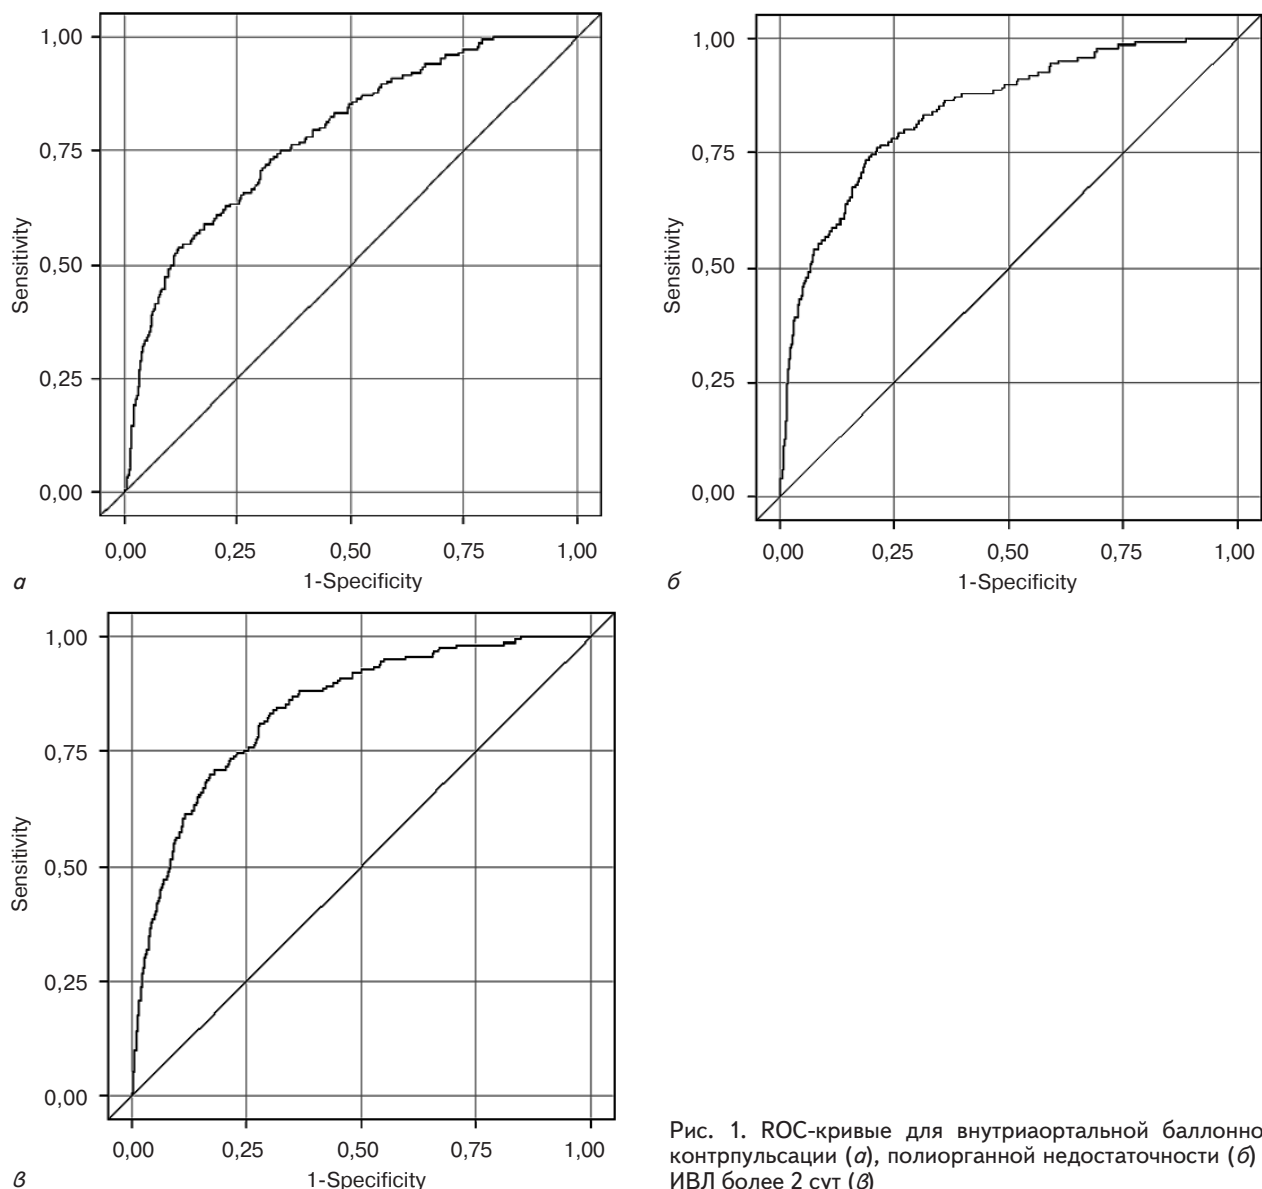 1,00
0,75
0,50
0,25
0,00
Sensitivity
0,00 0,25 0,50 0,75 1,00
1-Specificity
а
1,00
0,75
0,50
0,25
0,00
Sensitivity
0,00 0,25 0,50 0,75 1,00
1-Specificity
б
1,00
0,75
0,50
0,25
0,00
Sensitivity
0,00 0,25 0,50 0,75 1,00
1-Specificity
в
Рис. 1. ROC-кривые для внутриаортальной баллонно
контрпульсации (а), полиорганной недостаточности (б)
ИВЛ более 2 сут (в)